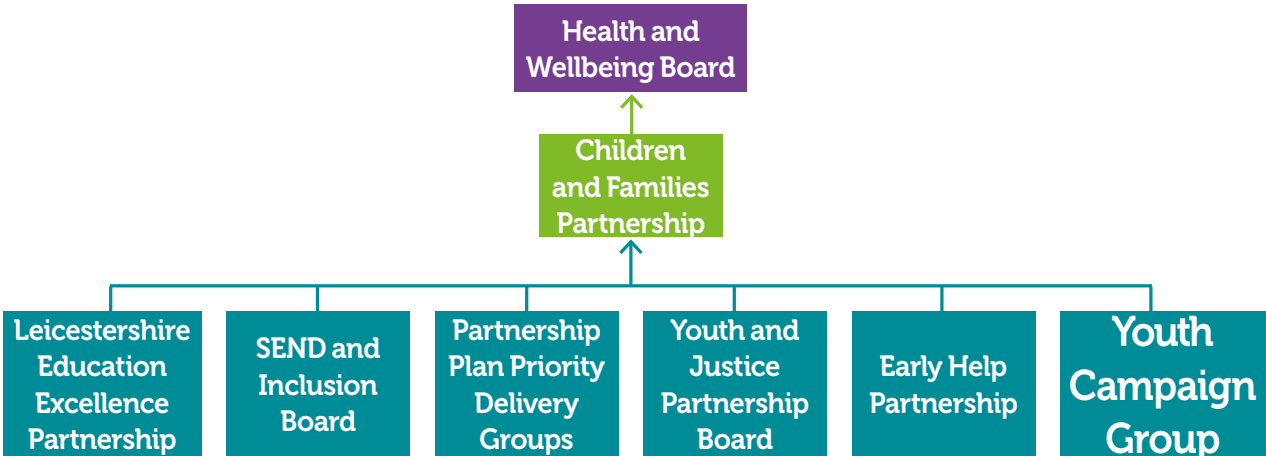 Health and
Wellbeing Board
Children
and Families
Partnership
Leicestershire
Education
Excellence
Partnership
SEND and
Inclusion
Board
Partnership
Plan Priority
Delivery
Groups
Youth and
Justice
Partnership
Board
Early Help
Partnership
Youth
Campaign
Group